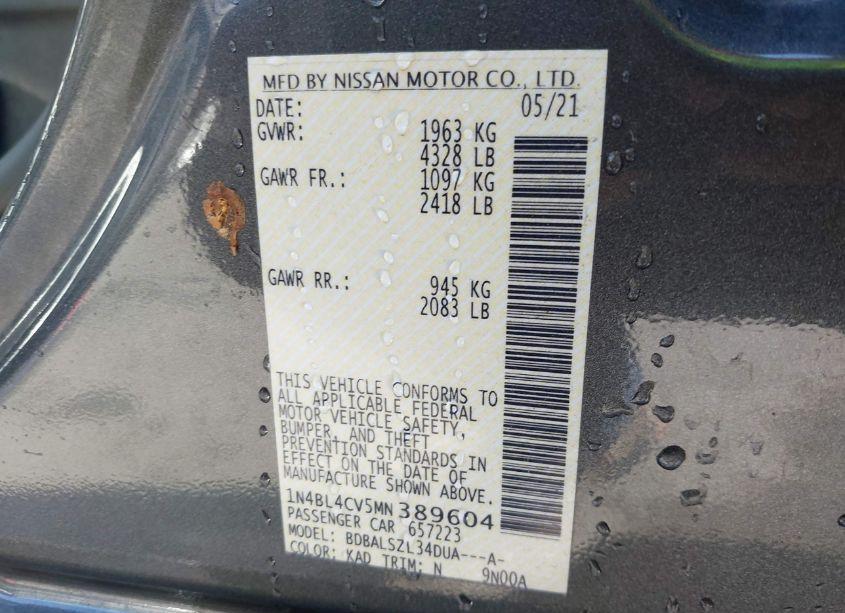 MFD BY NISSAN MOTOR CO., LTD.
DATE: 05/21
GVWR: 1963 KG
4328 LB
GAWR FR.: 1097 KG
2418 LB
GAWR RR.: 945 KG
2083 LB
THIS VEHICLE CONFORMS TO
ALL APPLICABLE FEDERAL
MOTOR VEHICLE SAFETY,
BUMPER, AND THEFT
PREVENTION STANDARDS IN
EFFECT ON THE DATE OF
MANUFACTURE SHOWN ABOVE.
1N4BL4CV5MN389604
PASSENGER CAR 657223
MODEL: BDBALSZL34DUA---A-
COLOR: KAD TRIM: N 9N00A